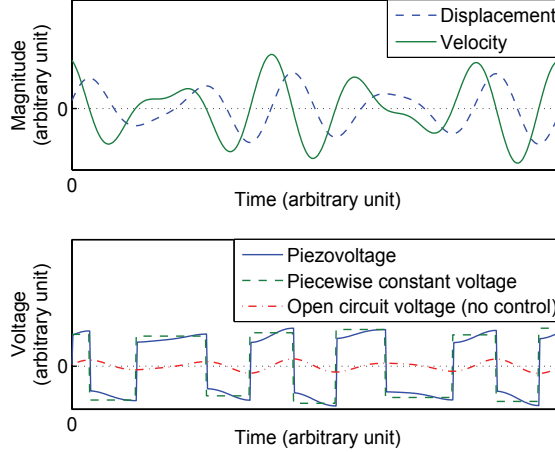 Displacement
Velocity
Magnitude
(arbitrary unit)
0
0
Time (arbitrary unit)
Piezovoltage
Piecewise constant voltage
Open circuit voltage (no control)
Voltage
(arbitrary unit)
0
0
Time (arbitrary unit)